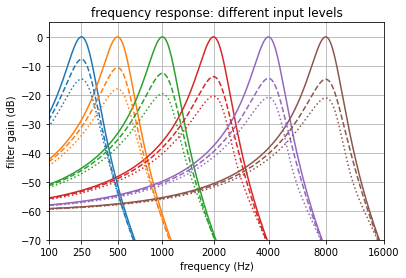 frequency response: different input levels
filter gain (dB)
0
−10
−20
−30
−40
−50
−60
−70
100 250 500 1000 2000 4000 8000 16000
frequency (Hz)